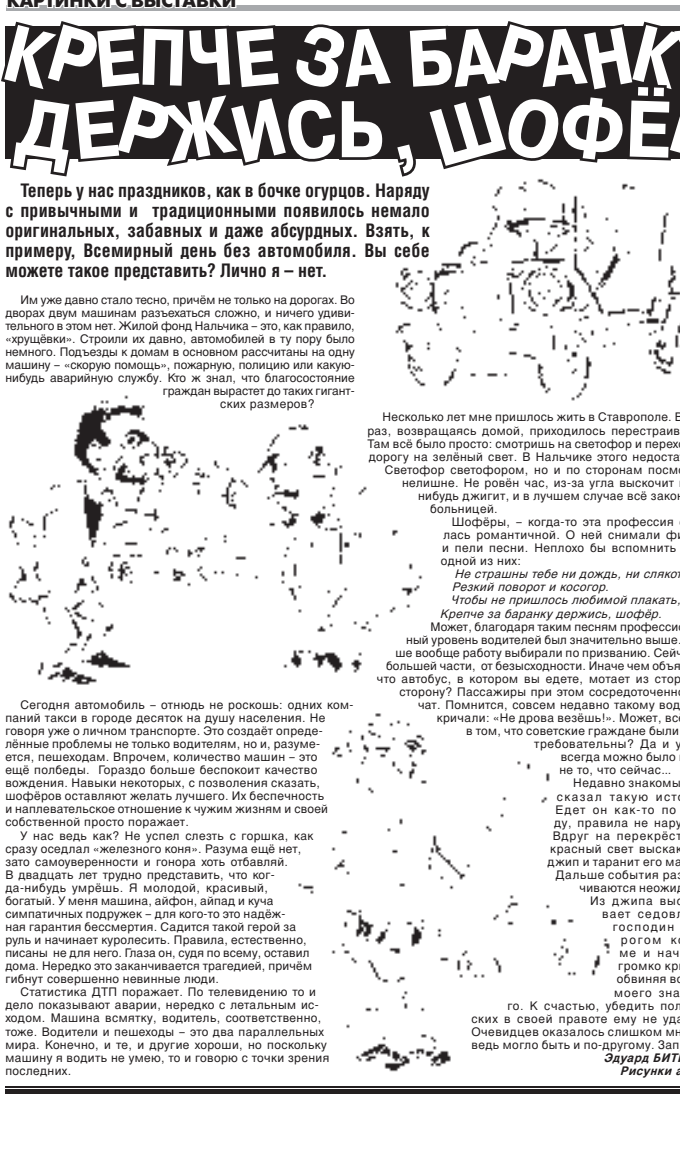 КАРТИНКИ С ВЫСТАВКИ
КРЕПЧЕ ЗА БАРАНК
ДЕРЖИСЬ, ШОФЁ
Теперь у нас праздников, как в бочке огурцов. Наряду
с привычными и традиционными появилось немало
оригинальных, забавных и даже абсурдных. Взять, к
примеру, Всемирный день без автомобиля. Вы себе
можете такое представить? Лично я – нет.
Им уже давно стало тесно, причём не только на дорогах. Во
дворах двум машинам разъехаться сложно, и ничего удиви-
тельного в этом нет. Жилой фонд Нальчика – это, как правило,
«хрущёвки». Строили их давно, автомобилей в ту пору было
немного. Подъезды к домам в основном рассчитаны на одну
машину – «скорую помощь», пожарную, полицию или какую-
нибудь аварийную службу. Кто ж знал, что благосостояние
граждан вырастет до таких гигант-
ских размеров?
Сегодня автомобиль – отнюдь не роскошь: одних ком-
паний такси в городе десяток на душу населения. Не
говоря уже о личном транспорте. Это создаёт опреде-
лённые проблемы не только водителям, но и, разуме-
ется, пешеходам. Впрочем, количество машин – это
ещё полбеды. Гораздо больше беспокоит качество
вождения. Навыки некоторых, с позволения сказать,
шофёров оставляют желать лучшего. Их беспечность
и наплевательское отношение к чужим жизням и своей
собственной просто поражает.
У нас ведь как? Не успел слезть с горшка, как
сразу оседлал «железного коня». Разума ещё нет,
зато самоуверенности и гонора хоть отбавляй.
В двадцать лет трудно представить, что ког-
да-нибудь умрёшь. Я молодой, красивый,
богатый. У меня машина, айфон, айпад и куча
симпатичных подружек – для кого-то это надёж-
ная гарантия бессмертия. Садится такой герой за
руль и начинает куролесить. Правила, естественно,
писаны не для него. Глаза он, судя по всему, оставил
дома. Нередко это заканчивается трагедией, причём
гибнут совершенно невинные люди.
Статистика ДТП поражает. По телевидению то и
дело показывают аварии, нередко с летальным ис-
ходом. Машина всмятку, водитель, соответственно,
тоже. Водители и пешеходы – это два параллельных
мира. Конечно, и те, и другие хороши, но поскольку
машину я водить не умею, то и говорю с точки зрения
последних.
Несколько лет мне пришлось жить в Ставрополе.
раз, возвращаясь домой, приходилось перестраив
Там всё было просто: смотришь на светофор и перехо
дорогу на зелёный свет. В Нальчике этого недоста
Светофор светофором, но и по сторонам посмо
нелишне. Не ровён час, из-за угла выскочит
нибудь джигит, и в лучшем случае всё закон
больницей.
Шофёры, – когда-то эта профессия
лась романтичной. О ней снимали фи
и пели песни. Неплохо бы вспомнить
одной из них:
Не страшны тебе ни дождь, ни слякот
Резкий поворот и косогор.
Чтобы не пришлось любимой плакать,
Крепче за баранку держись, шофёр.
Может, благодаря таким песням профессио
ный уровень водителей был значительно выше.
ше вообще работу выбирали по призванию. Сейч
большей части, от безысходности. Иначе чем объя
что автобус, в котором вы едете, мотает из стор
сторону? Пассажиры при этом сосредоточенно
чат. Помнится, совсем недавно такому вод
кричали: «Не дрова везёшь!». Может, всё
в том, что советские граждане были
требовательны? Да и у
всегда можно было
не то, что сейчас...
Недавно знакомы
сказал такую исто
Едет он как-то по
ду, правила не нару
Вдруг на перекрёст
красный свет выскак
джип и таранит его ма
Дальше события раз
чиваются неожид
Из джипа выс
вает седовл
господин
рогом ко
ме и нач
громко кри
обвиняя во
моего зна
го. К счастью, убедить пол
ских в своей правоте ему не уда
Очевидцев оказалось слишком мн
ведь могло быть и по-другому. Зап
Эдуард БИТ
Рисунки а